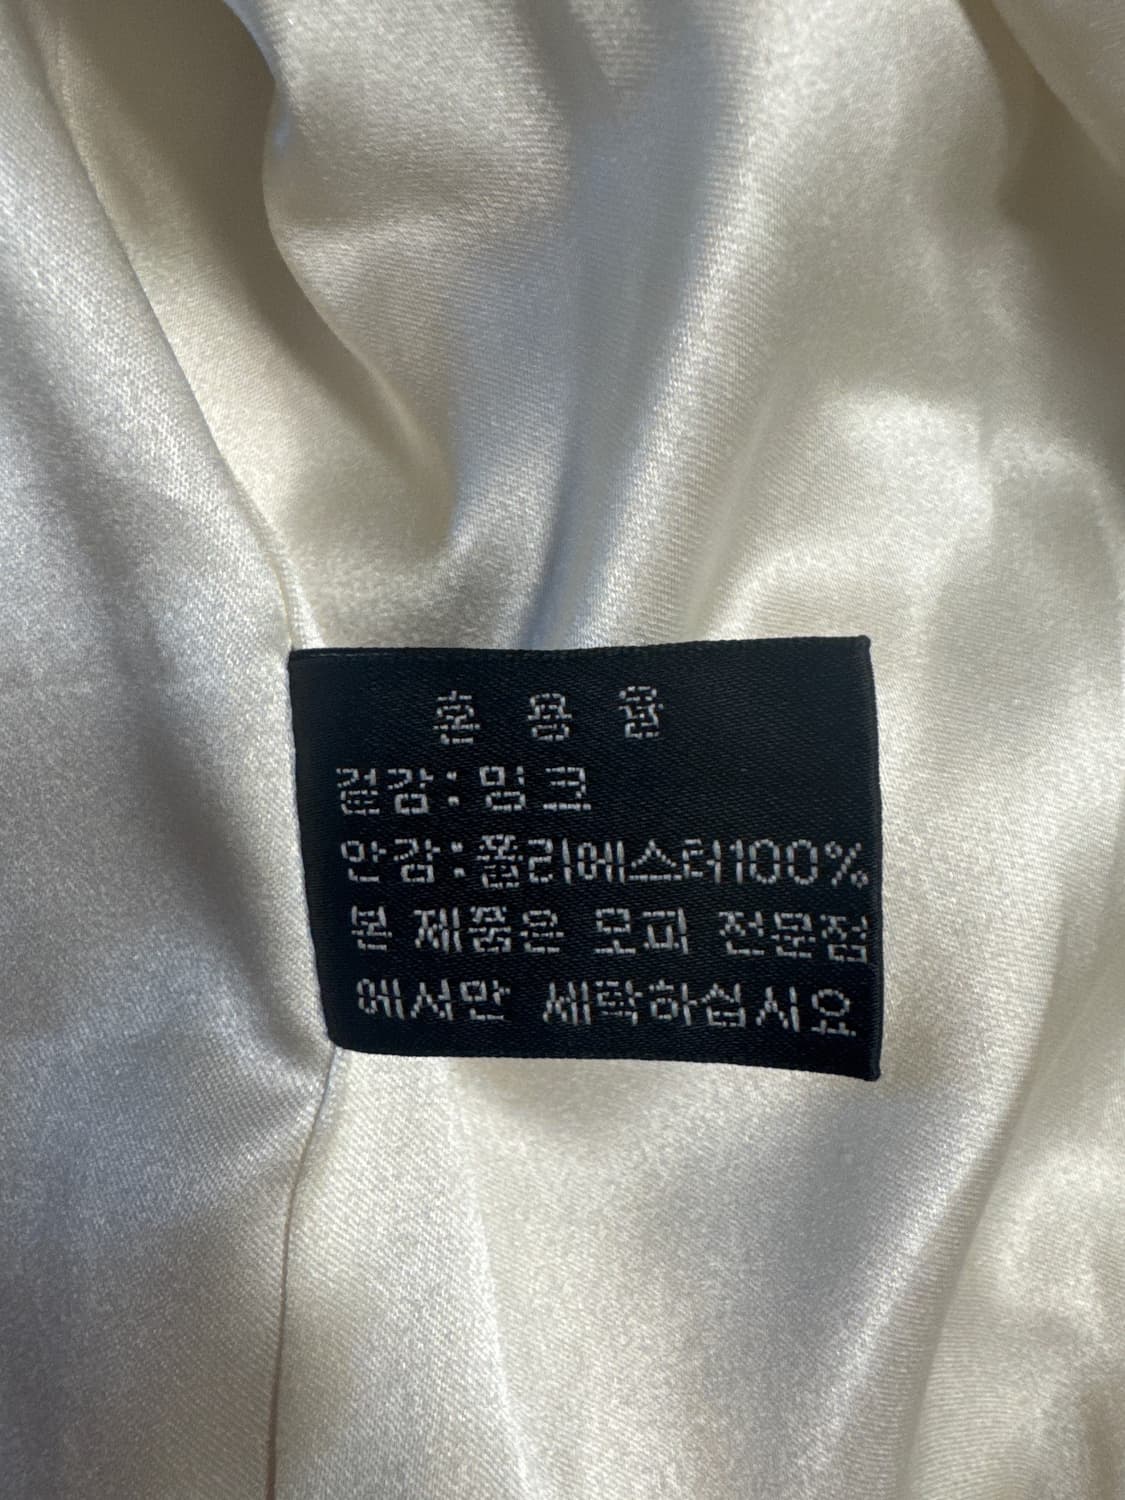 혼 용 율
겉감:밍크
안감:폴리에스터100%
본 제품은 모피 전문점
에서만 세탁하십시요